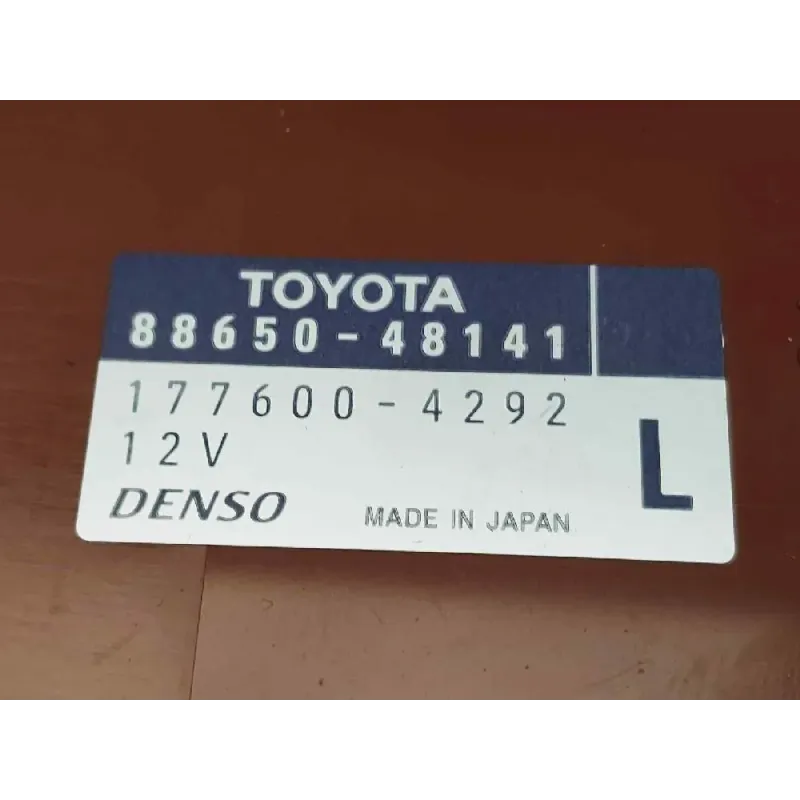 TOYOTA
88650-48141
177600-4292
12V
L
DENSO
MADE IN JAPAN